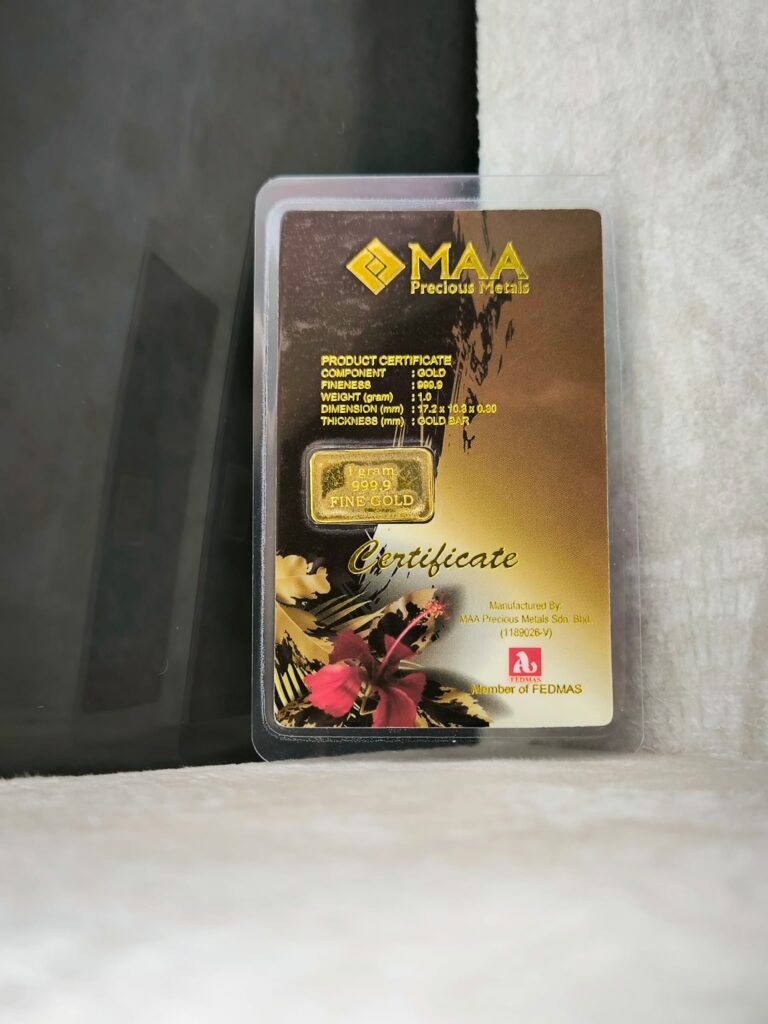 MAA
Precious Metals
PRODUCT CERTIFICATE
COMPONENT : GOLD
FINENESS : 999.9
WEIGHT (gram) : 1.0
DIMENSION (mm) : 17.2 x 10.3 x 0.30
THICKNESS (mm) : GOLD BAR
1 gram
999.9
FINE GOLD
Certificate
Manufactured By:
MAA Precious Metals Sdn. Bhd.
(1189026-V)
FEDMAS
Member of FEDMAS